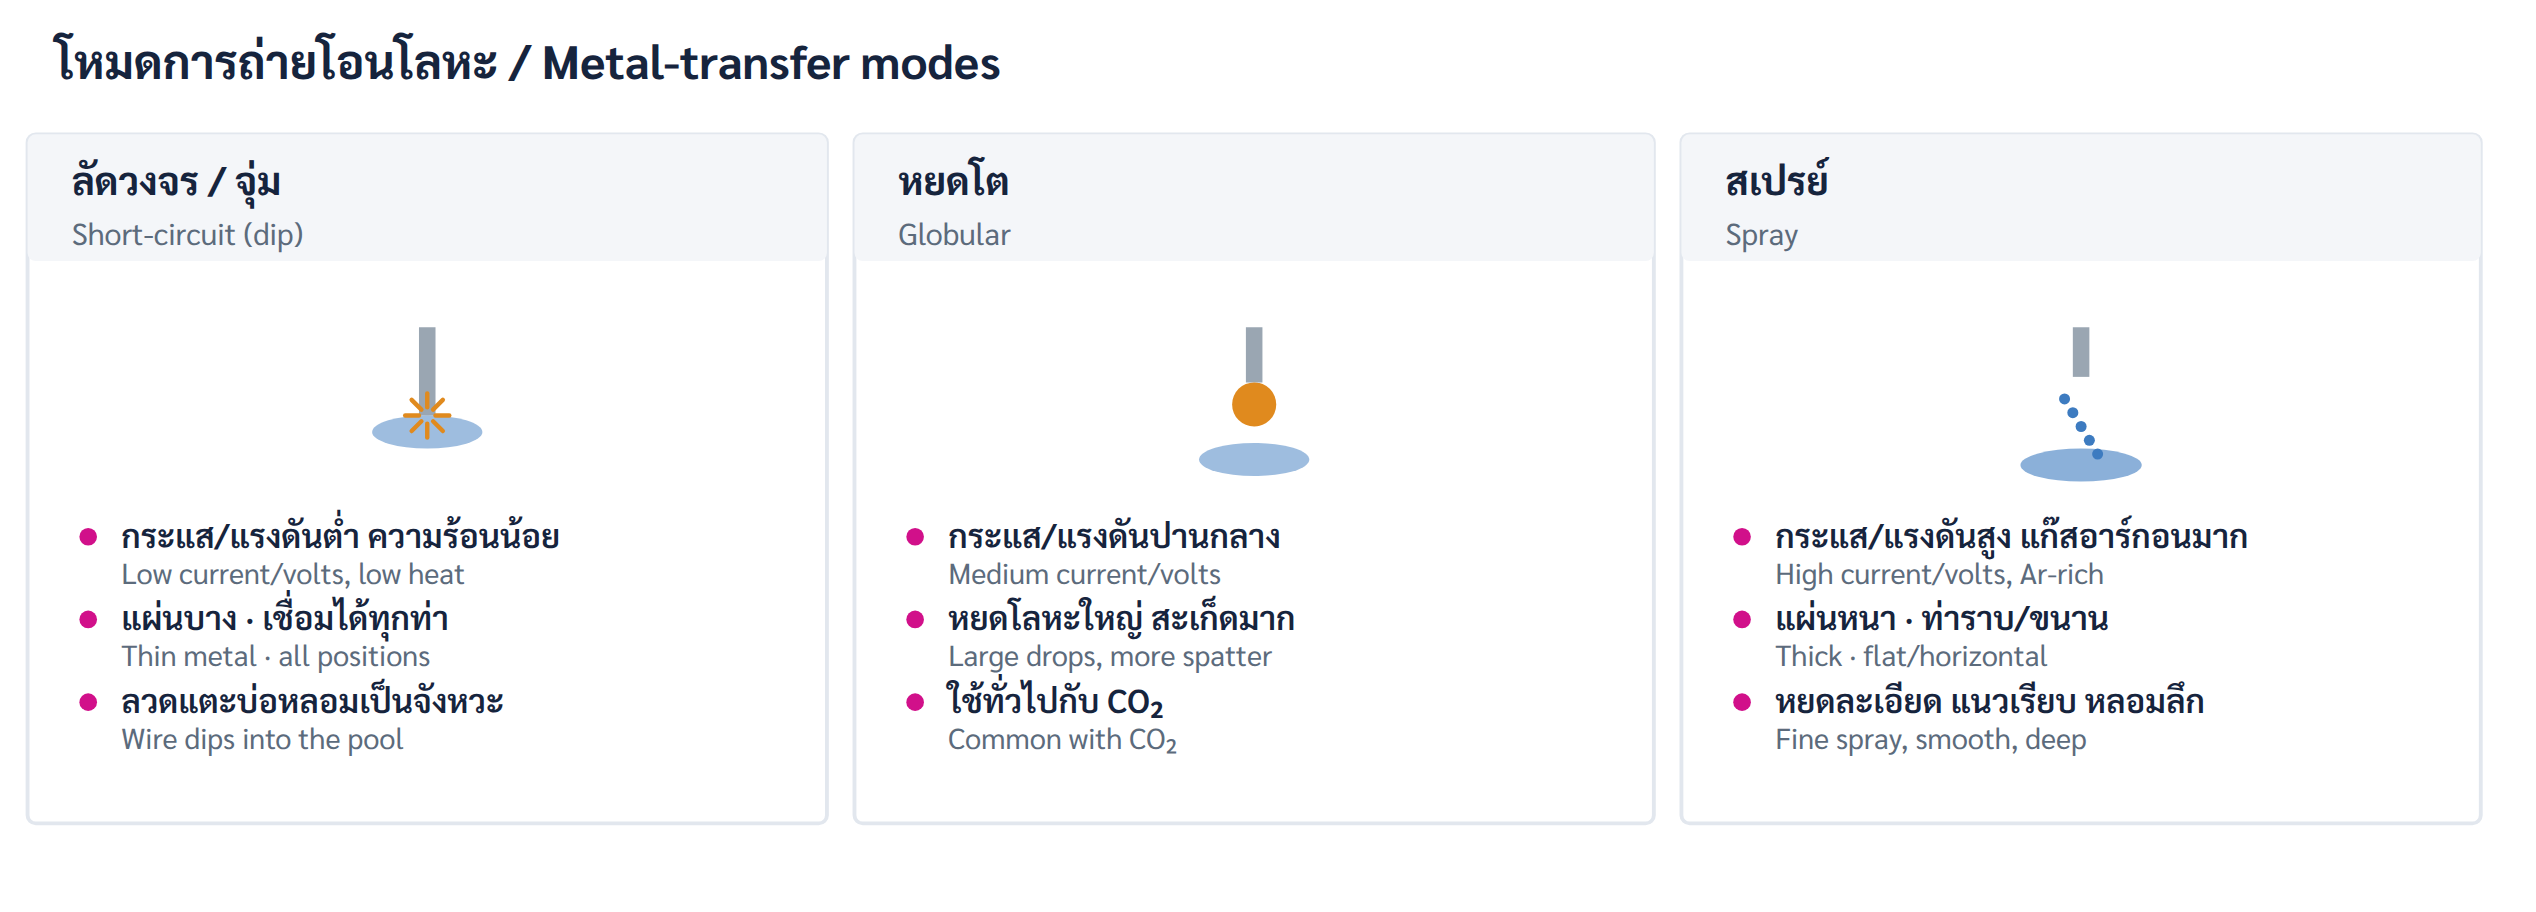 โหมดการถ่ายโอนโลหะ / Metal-transfer modes
ลัดวงจร / จุ่ม
Short-circuit (dip)
กระแส/แรงดันต่ำ ความร้อนน้อย
Low current/volts, low heat
แผ่นบาง · เชื่อมได้ทุกท่า
Thin metal · all positions
ลวดแตะบ่อหลอมเป็นจังหวะ
Wire dips into the pool
หยดโต
Globular
กระแส/แรงดันปานกลาง
Medium current/volts
หยดโลหะใหญ่ สะเก็ดมาก
Large drops, more spatter
ใช้ทั่วไปกับ CO₂
Common with CO₂
สเปรย์
Spray
กระแส/แรงดันสูง แก๊สอาร์กอนมาก
High current/volts, Ar-rich
แผ่นหนา · ท่าราบ/ขนาน
Thick · flat/horizontal
หยดละเอียด แนวเรียบ หลอมลึก
Fine spray, smooth, deep